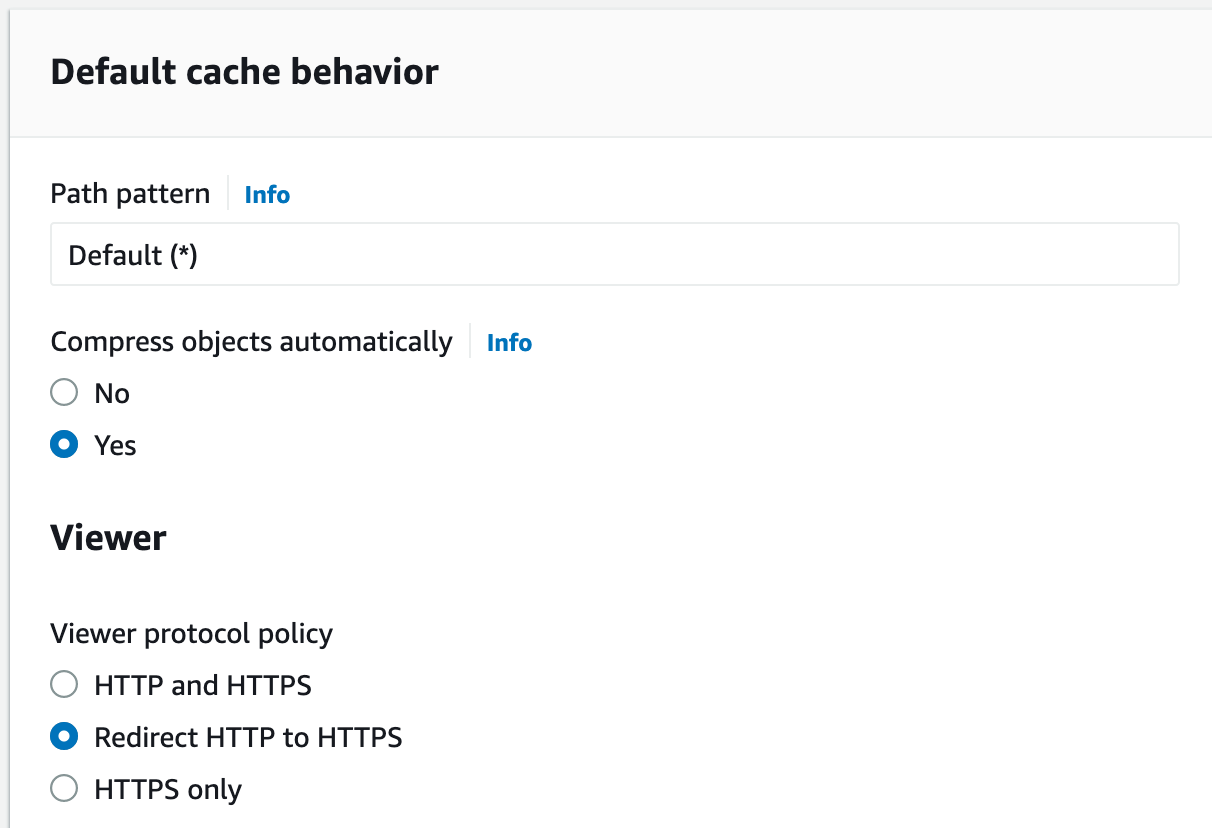 Default cache behavior
Path pattern Info
Default (*)
Compress objects automatically Info
No
Yes
Viewer
Viewer protocol policy
HTTP and HTTPS
Redirect HTTP to HTTPS
HTTPS only